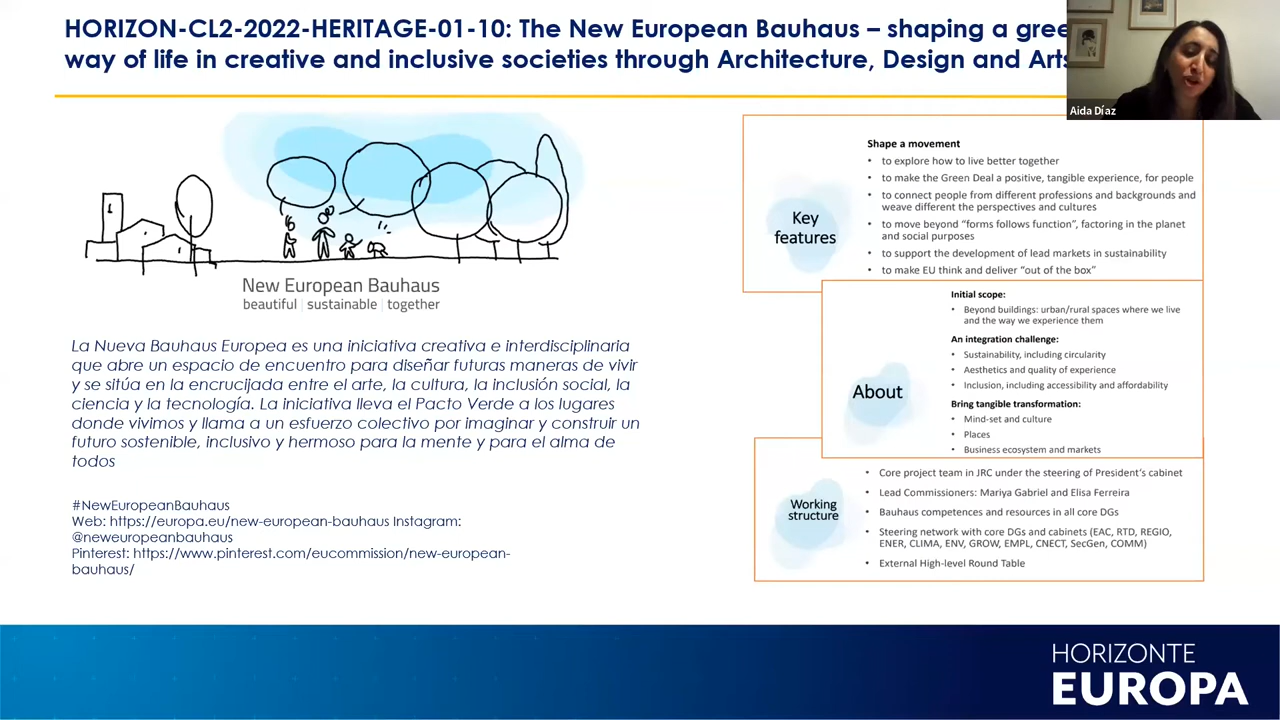 HORIZON-CL2-2022-HERITAGE-01-10: The New European Bauhaus – shaping a gree
way of life in creative and inclusive societies through Architecture, Design and Arts
Aida Díaz
New European Bauhaus
beautiful | sustainable | together
La Nueva Bauhaus Europea es una iniciativa creativa e interdisciplinaria
que abre un espacio de encuentro para diseñar futuras maneras de vivir
y se sitúa en la encrucijada entre el arte, la cultura, la inclusión social, la
ciencia y la tecnología. La iniciativa lleva el Pacto Verde a los lugares
donde vivimos y llama a un esfuerzo colectivo por imaginar y construir un
futuro sostenible, inclusivo y hermoso para la mente y para el alma de
todos
#NewEuropeanBauhaus
Web: https://europa.eu/new-european-bauhaus Instagram:
@neweuropeanbauhaus
Pinterest: https://www.pinterest.com/eucommission/new-european-
bauhaus/
Key
features
Shape a movement
• to explore how to live better together
• to make the Green Deal a positive, tangible experience, for people
• to connect people from different professions and backgrounds and
weave different the perspectives and cultures
• to move beyond “forms follows function”, factoring in the planet
and social purposes
• to support the development of lead markets in sustainability
• to make EU think and deliver “out of the box”
About
Initial scope:
• Beyond buildings: urban/rural spaces where we live
and the way we experience them
An integration challenge:
• Sustainability, including circularity
• Aesthetics and quality of experience
• Inclusion, including accessibility and affordability
Bring tangible transformation:
• Mind-set and culture
• Places
• Business ecosystem and markets
Working
structure
• Core project team in JRC under the steering of President's cabinet
• Lead Commissioners: Mariya Gabriel and Elisa Ferreira
• Bauhaus competences and resources in all core DGs
• Steering network with core DGs and cabinets (EAC, RTD, REGIO,
ENER, CLIMA, ENV, GROW, EMPL, CNECT, SecGen, COMM)
• External High-level Round Table
HORIZONTE
EUROPA